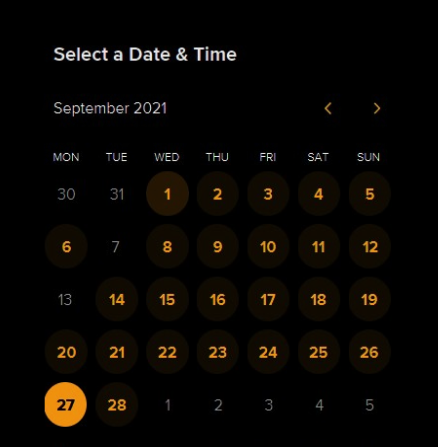 Select a Date & Time
September 2021
MON TUE WED THU FRI SAT SUN
30 31 1 2 3 4 5
6 7 8 9 10 11 12
13 14 15 16 17 18 19
20 21 22 23 24 25 26
27 28 1 2 3 4 5